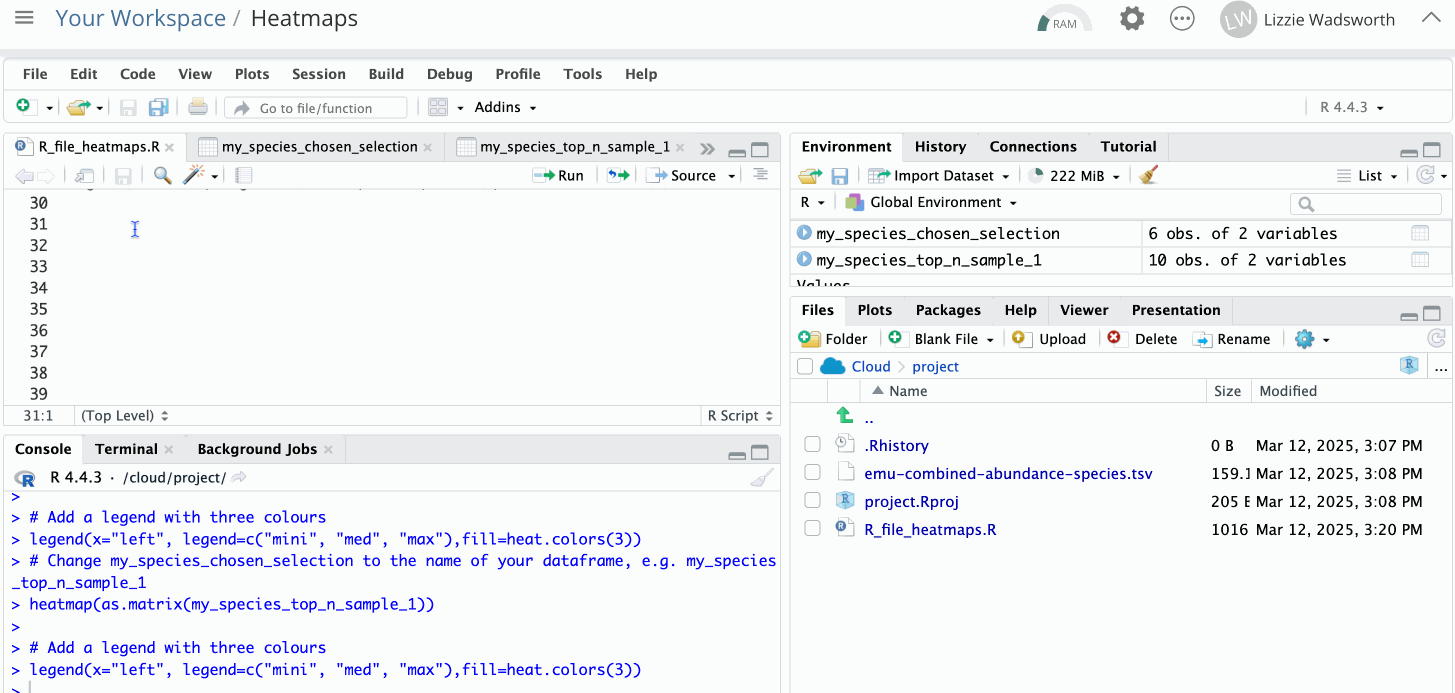 Your Workspace / Heatmaps
RAM
LW
Lizzie Wadsworth
File Edit Code View Plots Session Build Debug Profile Tools Help
Go to file/function
Addins
R 4.4.3
R_file_heatmaps.R
my_species_chosen_selection
my_species_top_n_sample_1
Run
Source
30
31
32
33
34
35
36
37
38
39
31:1
(Top Level)
R Script
Console Terminal Background Jobs
R 4.4.3 · /cloud/project/
>
> # Add a legend with three colours
> legend(x="left", legend=c("mini", "med", "max"),fill=heat.colors(3))
> # Change my_species_chosen_selection to the name of your dataframe, e.g. my_species
_top_n_sample_1
> heatmap(as.matrix(my_species_top_n_sample_1))
>
> # Add a legend with three colours
> legend(x="left", legend=c("mini", "med", "max"),fill=heat.colors(3))
>
Environment History Connections Tutorial
Import Dataset
222 MiB
List
R
Global Environment
my_species_chosen_selection 6 obs. of 2 variables
my_species_top_n_sample_1 10 obs. of 2 variables
Values
Files Plots Packages Help Viewer Presentation
Folder Blank File Upload Delete Rename
Cloud project
R
...
Name Size Modified
..
.Rhistory 0 B Mar 12, 2025, 3:07 PM
emu-combined-abundance-species.tsv 159.1 Mar 12, 2025, 3:08 PM
project.Rproj 205 B Mar 12, 2025, 3:08 PM
R_file_heatmaps.R 1016 Mar 12, 2025, 3:20 PM